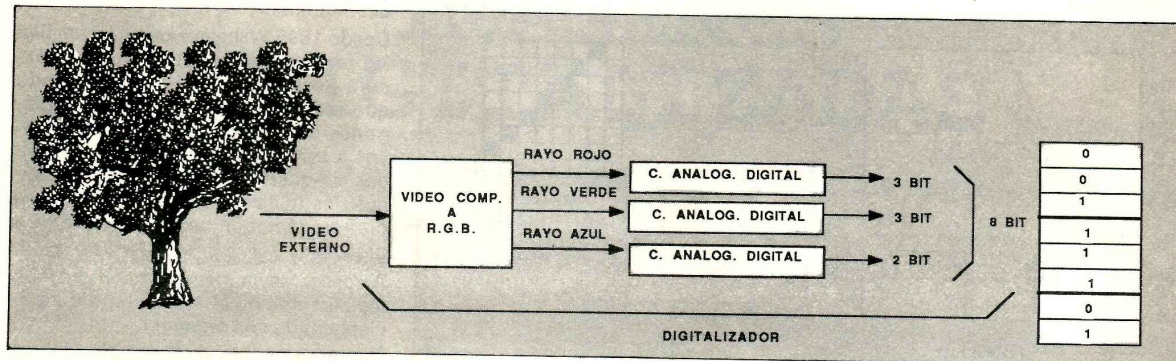 VIDEO
EXTERNO
VIDEO COMP.
A
R.G.B.
RAYO ROJO
C. ANALOG. DIGITAL
3 BIT
RAYO VERDE
C. ANALOG. DIGITAL
3 BIT
RAYO AZUL
C. ANALOG. DIGITAL
2 BIT
8 BIT
0
0
1
1
1
1
0
1
DIGITALIZADOR